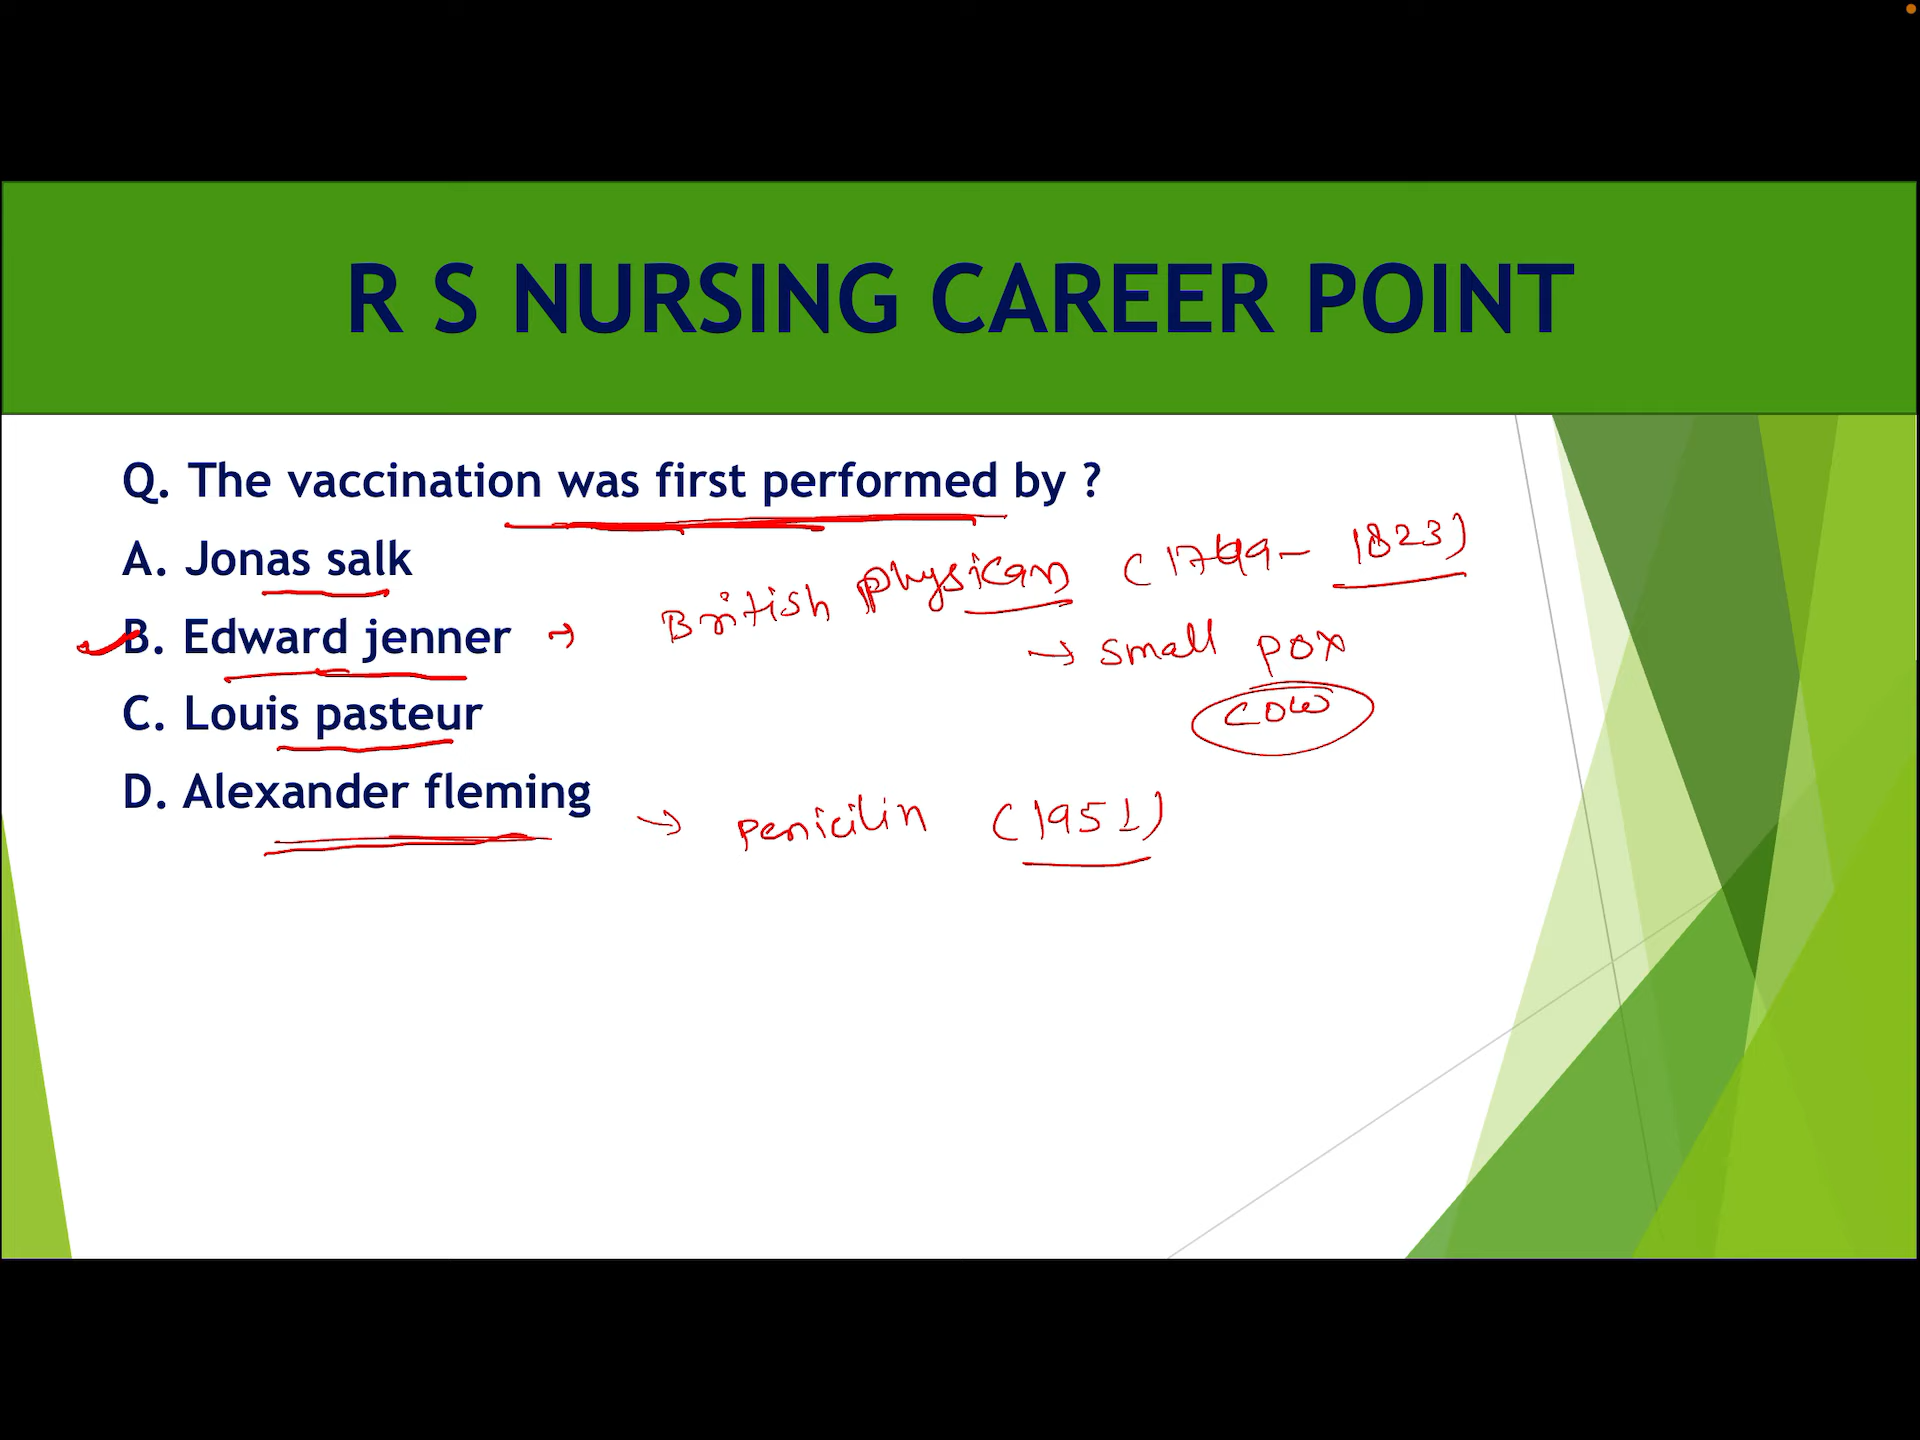 R S NURSING CAREER POINT
Q. The vaccination was first performed by ?
A. Jonas salk
B. Edward jenner → British physican (1749- 1823)
→ small pox
cow
C. Louis pasteur
D. Alexander fleming → penicilin (1951)